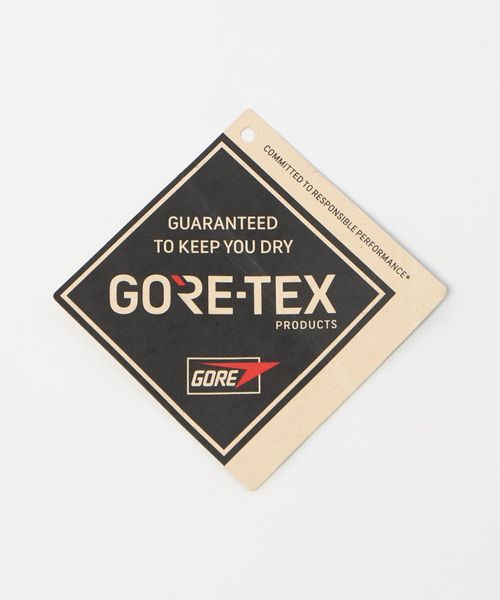 COMMITTED TO RESPONSIBLE PERFORMANCE*
GUARANTEED
TO KEEP YOU DRY
GORE-TEX
PRODUCTS
GORE